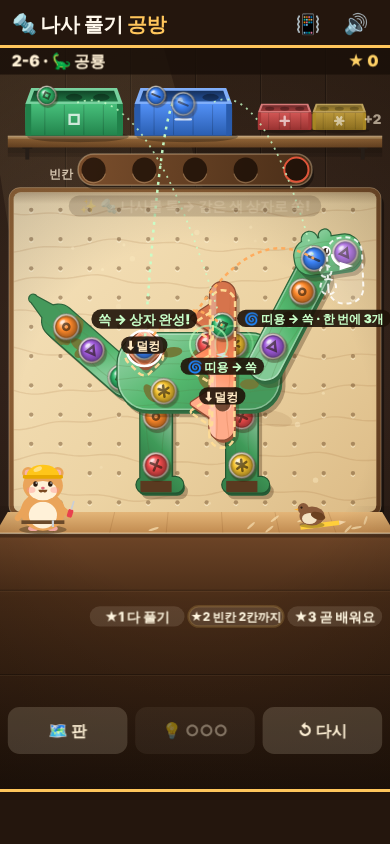 나사 풀기 공방
2-6 · 공룡
★ 0
+2
빈칸
쏙 → 상자 완성!
띠용 → 쏙 · 한 번에 3개
⬇덜컹
띠용 → 쏙
⬇덜컹
★1 다 풀기
★2 빈칸 2칸까지
★3 곧 배워요
판
다시